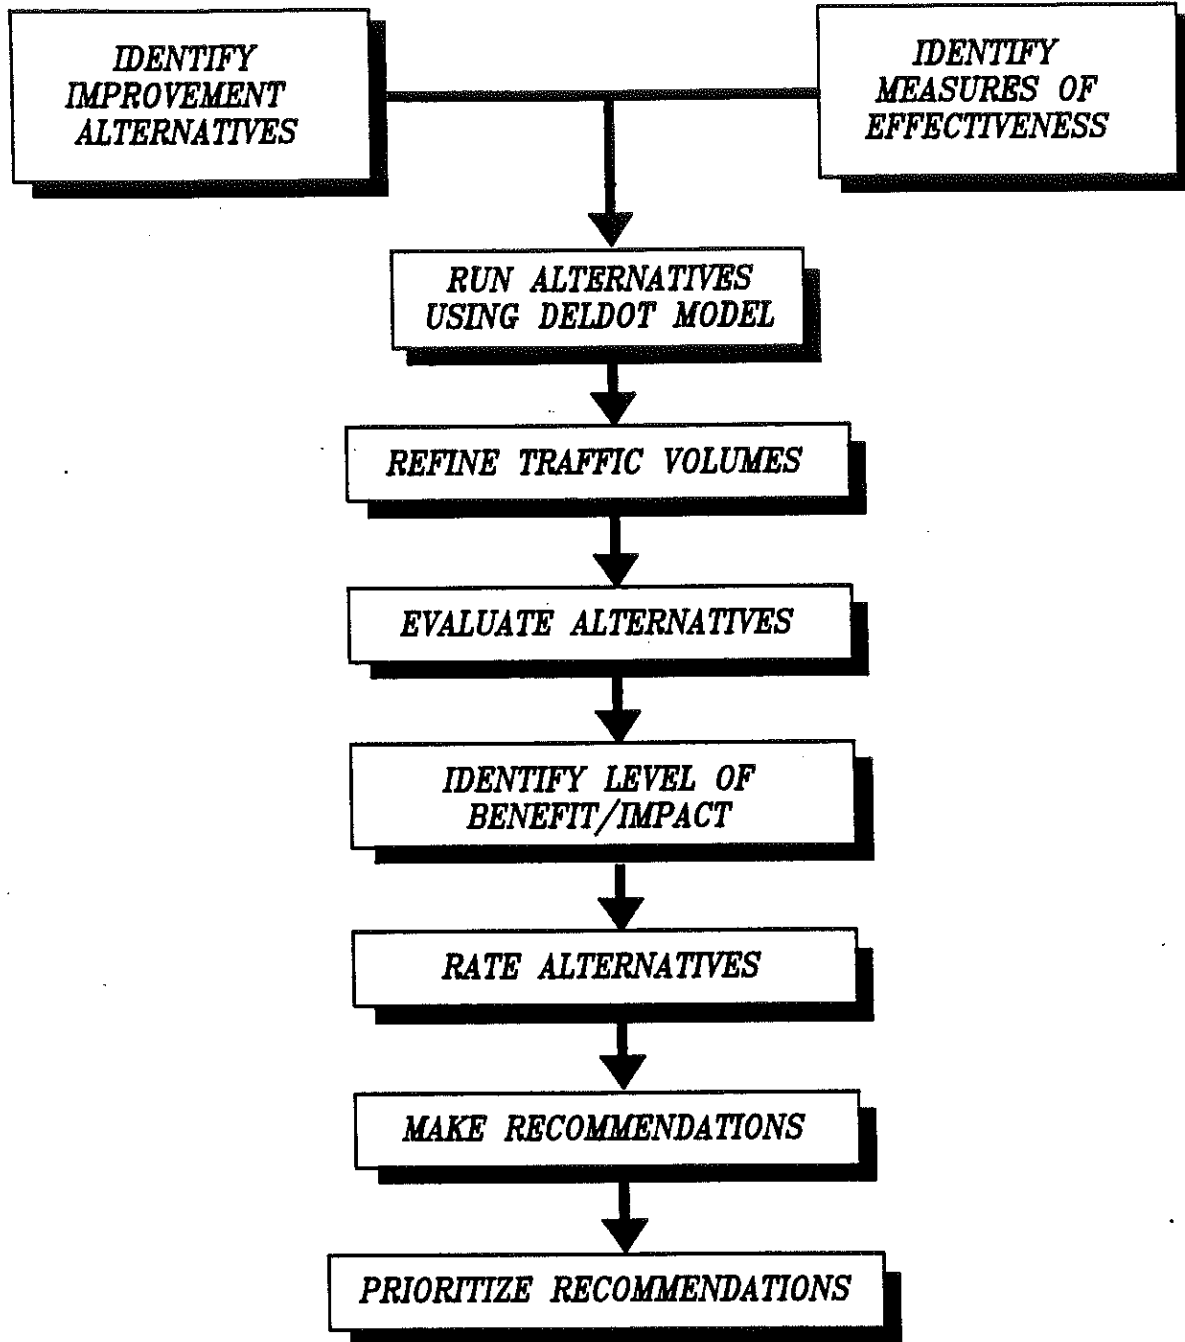 IDENTIFY
IMPROVEMENT
ALTERNATIVES
IDENTIFY
MEASURES OF
EFFECTIVENESS
RUN ALTERNATIVES
USING DELDOT MODEL
REFINE TRAFFIC VOLUMES
EVALUATE ALTERNATIVES
IDENTIFY LEVEL OF
BENEFIT/IMPACT
RATE ALTERNATIVES
MAKE RECOMMENDATIONS
PRIORITIZE RECOMMENDATIONS